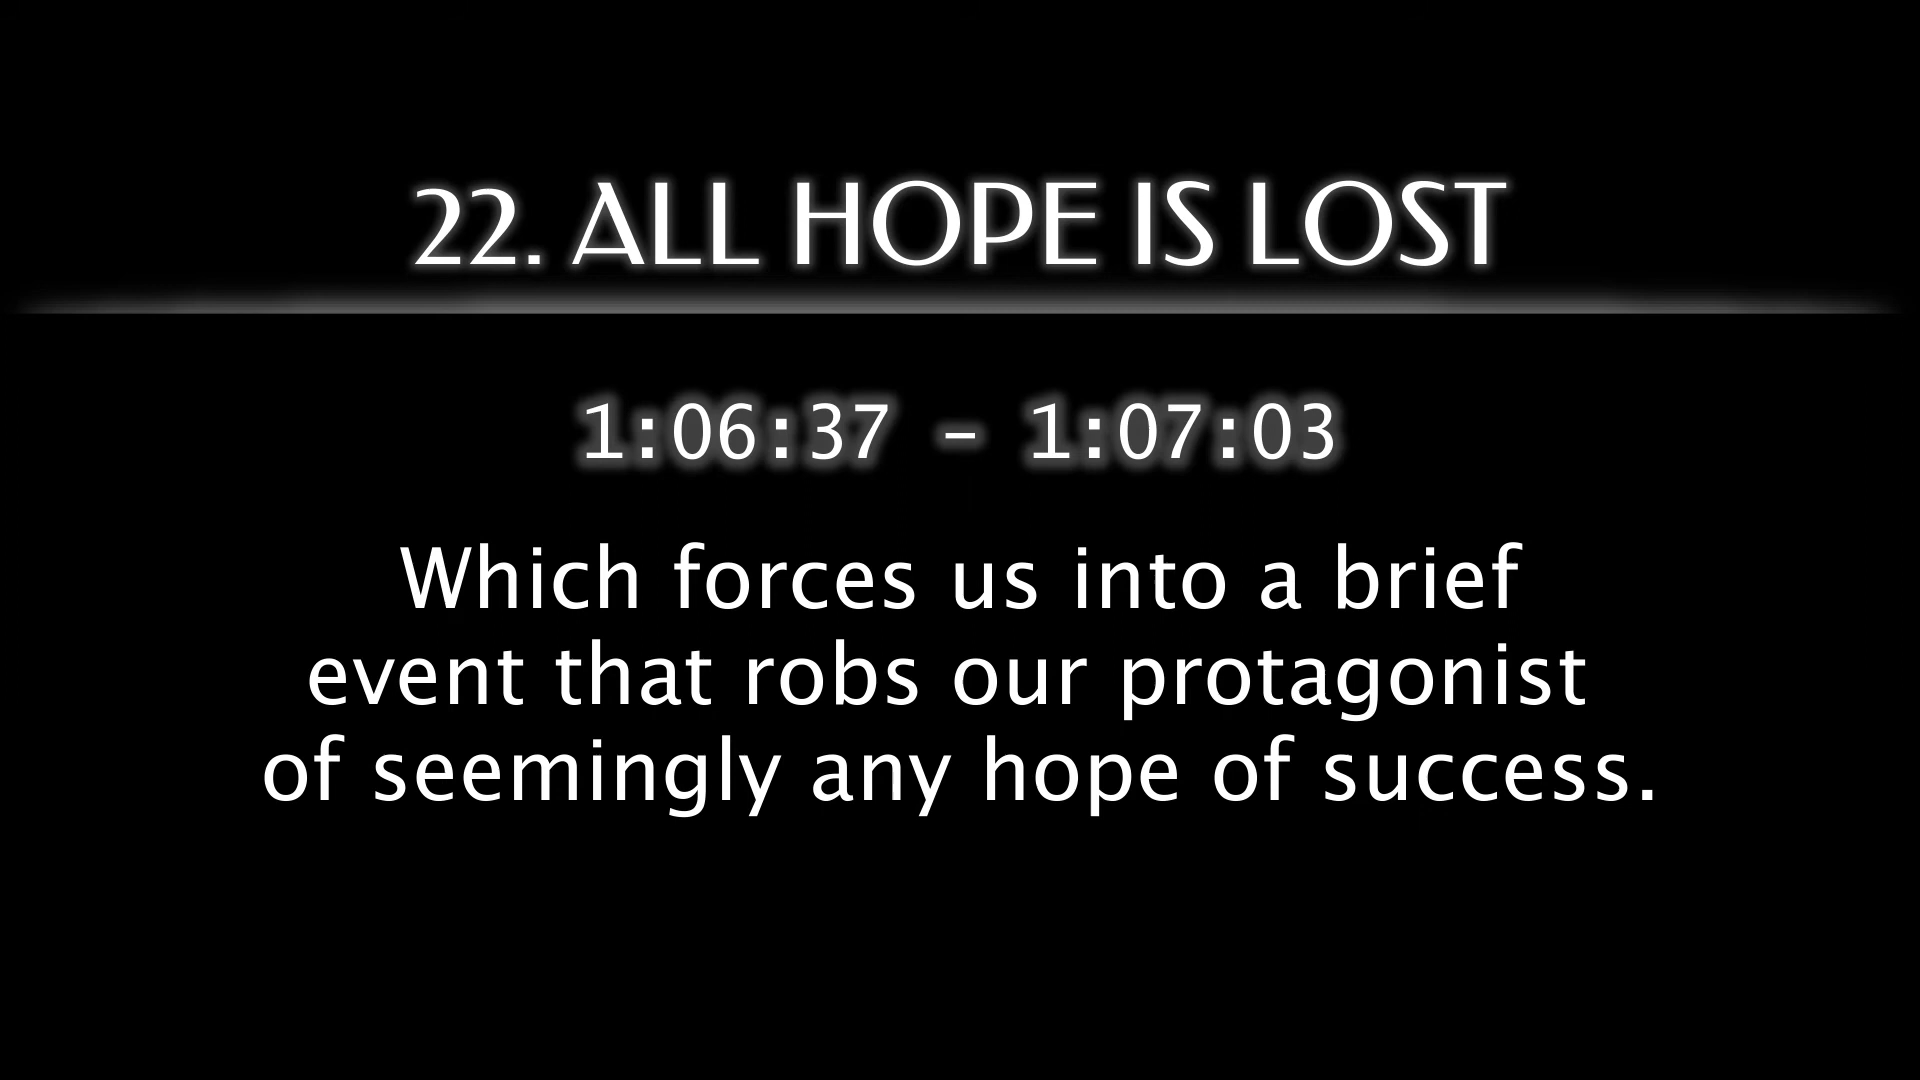 22. ALL HOPE IS LOST
1:06:37 - 1:07:03
Which forces us into a brief
event that robs our protagonist
of seemingly any hope of success.